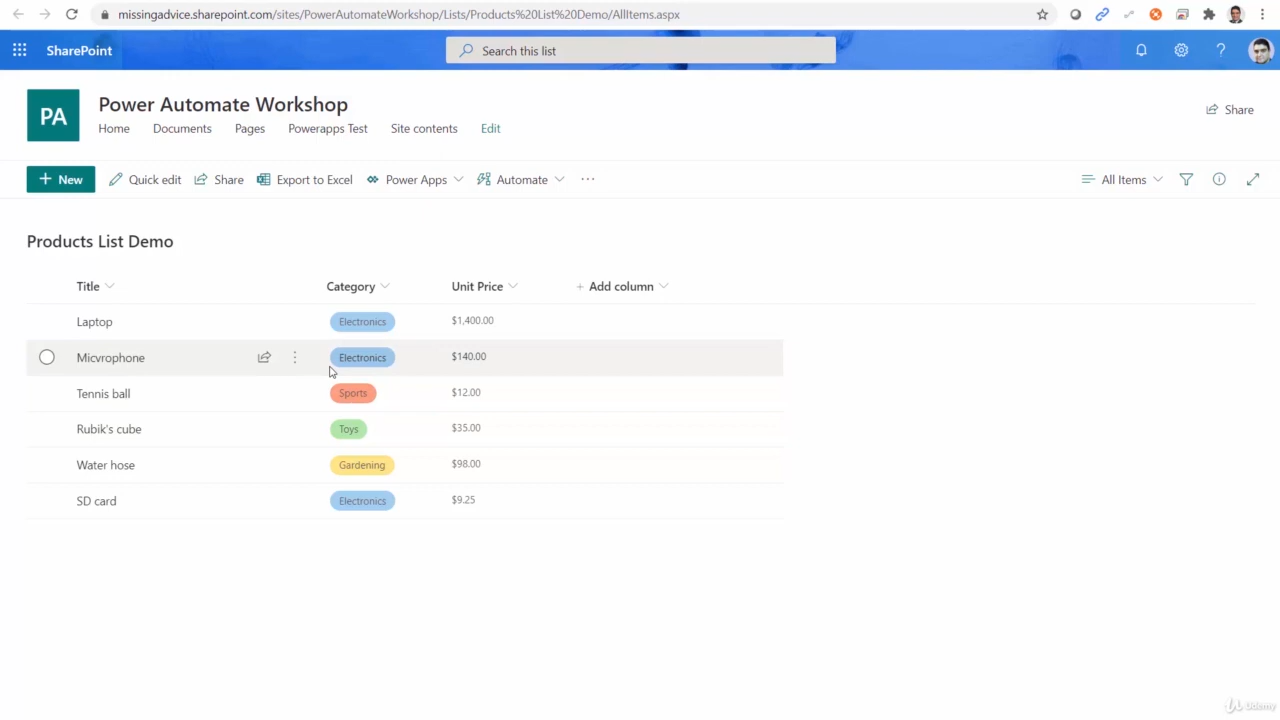 missingadvice.sharepoint.com/sites/PowerAutomateWorkshop/Lists/Products%20List%20Demo/AllItems.aspx
SharePoint
Search this list
PA
Power Automate Workshop
Share
Home Documents Pages Powerapps Test Site contents Edit
New Quick edit Share Export to Excel Power Apps Automate All Items
Products List Demo
Title Category Unit Price Add column
Laptop Electronics $1,400.00
Micvrophone Electronics $140.00
Tennis ball Sports $12.00
Rubik's cube Toys $35.00
Water hose Gardening $98.00
SD card Electronics $9.25
Udemy